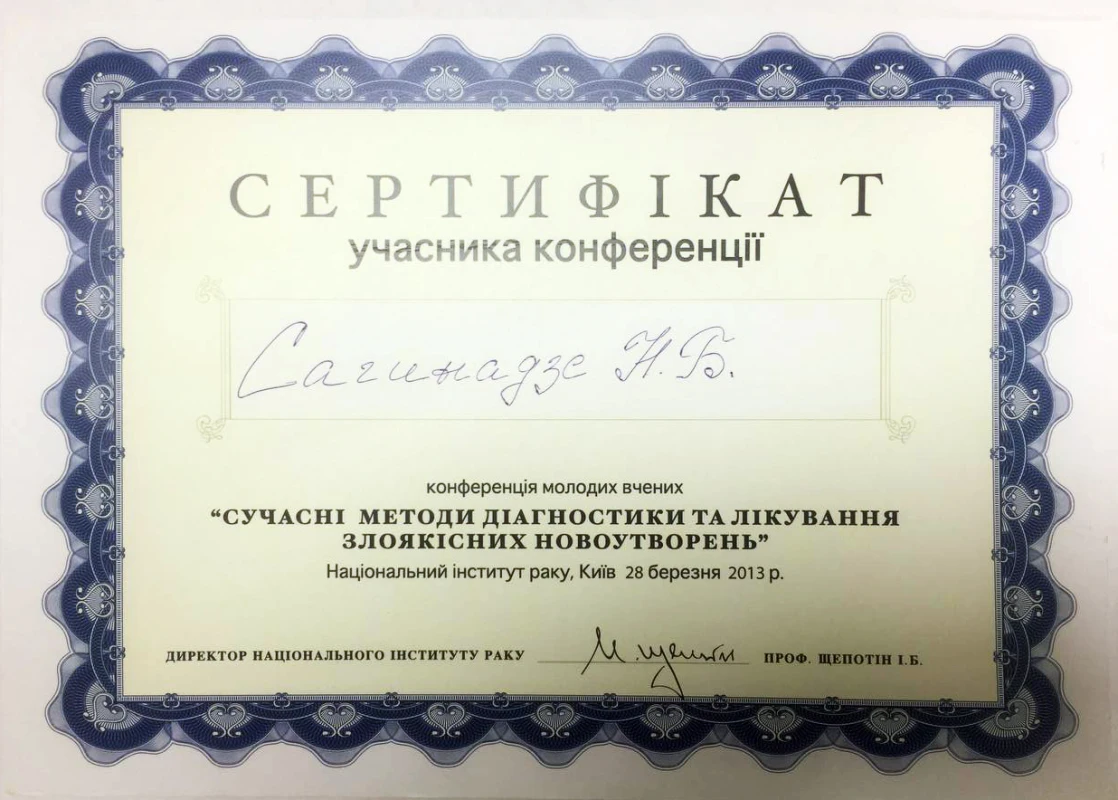 СЕРТИФІКАТ
учасника конференції
Сагинадзе Н.Б.
конференція молодих вчених
“СУЧАСНІ МЕТОДИ ДІАГНОСТИКИ ТА ЛІКУВАННЯ
ЗЛОЯКІСНИХ НОВОУТВОРЕНЬ”
Національний інститут раку, Київ 28 березня 2013 р.
ДИРЕКТОР НАЦІОНАЛЬНОГО ІНСТИТУТУ РАКУ ПРОФ. ЩЕПОТІН І.Б.